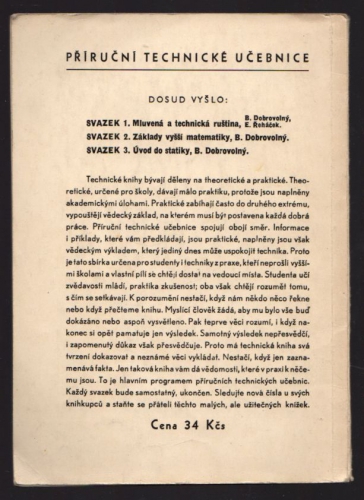 PŘÍRUČNÍ TECHNICKÉ UČEBNICE
DOSUD VYŠLO:
SVAZEK 1. Mluvená a technická ruština, B. Dobrovolný, E. Řeháček.
SVAZEK 2. Základy vyšší matematiky, B. Dobrovolný.
SVAZEK 3. Úvod do statiky, B. Dobrovolný.
Technické knihy bývají děleny na theoretické a praktické. Theo-
retické, určené pro školy, dávají málo praktiku, protože jsou naplněny
akademickými úlohami. Praktické zabíhají často do druhého extrému,
vypouštějí vědecký základ, na kterém musí být postavena každá dobrá
práce. Příruční technické učebnice spojují obojí směr. Informace
i příklady, které vám předkládají, jsou praktické, naplněny jsou však
vědeckým výkladem, který jediný dnes může uspokojit technika. Proto
je tato sbírka určena pro studenty i techniky z praxe, kteří neprošli vyšší-
mi školami a vlastní pílí se chtějí dostat na vedoucí místa. Studenta učí
zvědavosti mládí, praktika zkušenost; oba však chtějí rozumět tomu,
s čím se setkávají. K porozumění nestačí, když nám někdo něco řekne
nebo když přečteme knihu. Myslící člověk žádá, aby mu bylo vše buď
dokázáno nebo aspoň vysvětleno. Pak teprve věci rozumí, i když na-
konec si opět pamatuje jen výsledek. Samotný výsledek nepřesvědčí,
i zapomenutý důkaz však přesvědčuje. Proto má technická kniha svá
tvrzení dokazovat a neznámé věci vykládat. Nestačí, když jen zazna-
menává fakta. Jen taková kniha vám dá vědomosti, které v praxi k něče-
mu jsou. To je hlavním programem příručních technických učebnic.
Každý svazek bude samostatný, ukončen. Sledujte nová čísla u svých
knihkupců a staňte se přáteli těchto malých, ale užitečných knížek.
Cena 34 Kčs